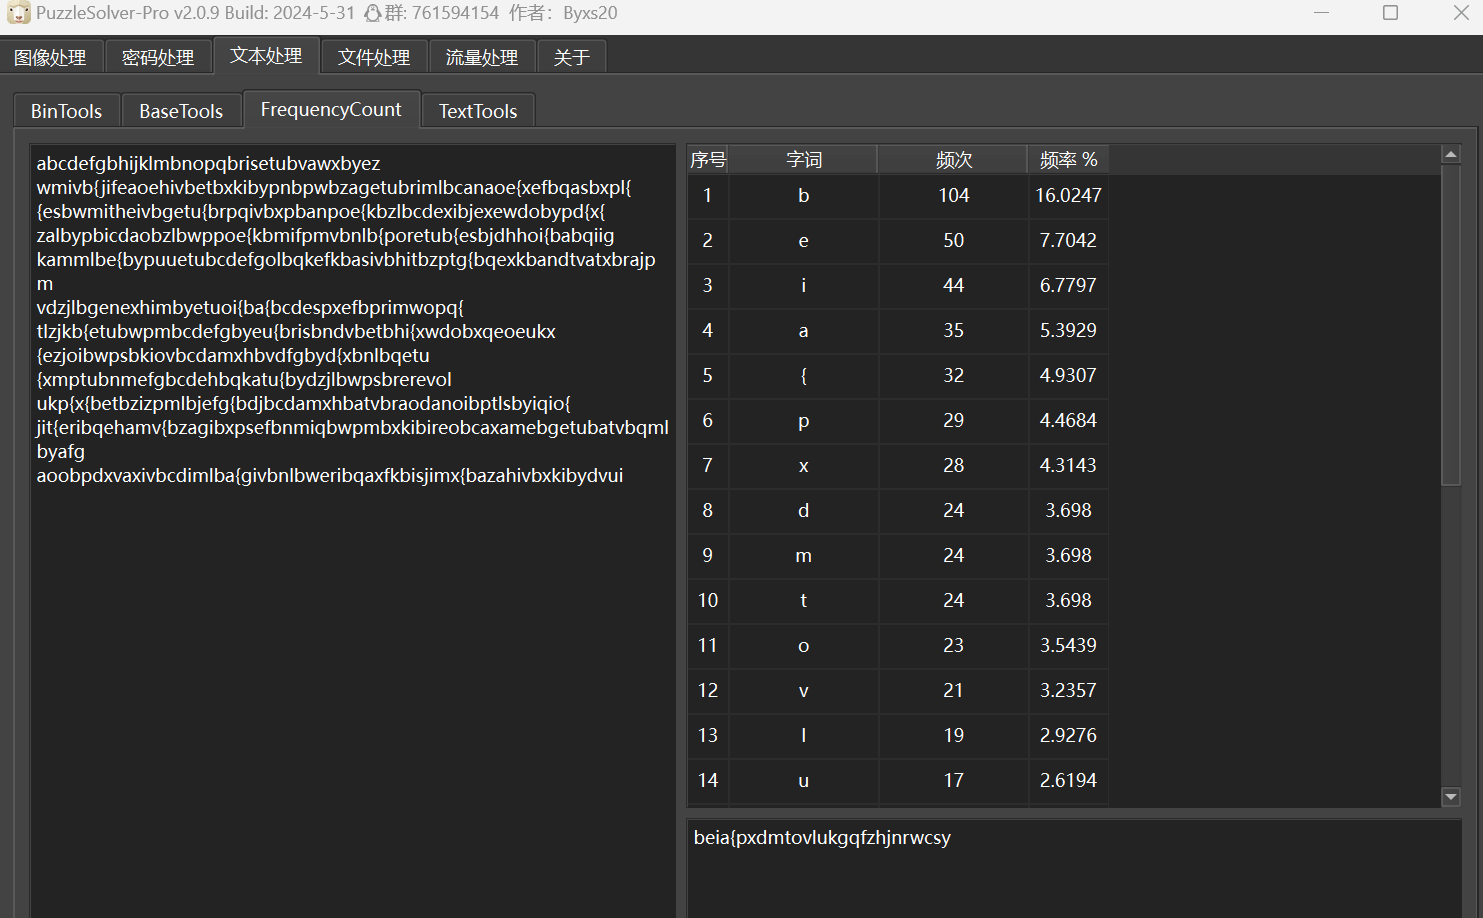 PuzzleSolver-Pro v2.0.9 Build: 2024-5-31 群: 761594154 作者：Byxs20
图像处理 密码处理 文本处理 文件处理 流量处理 关于
BinTools BaseTools FrequencyCount TextTools
abcdefgbhijklmbnopqbrisetubvawxbyez
wmivb{jifeaoehivbetbxkibypnbpwbzagetubrimlbcanaoe{xefbqasbxpl{
{esbwmitheivbgetu{brpqivbxpbanpoe{kbzlbcdexibjexewdobypd{x{
zalbypbicdaobzlbwppoe{kbmifpmvbnlb{poretub{esbjdhhoi{babqiig
kammlbe{bypuuetubcdefgolbqkefkbasivbhitbzptg{bqexkbandtvatxbrajp
m
vdzjlbgenexhimbyetuoi{ba{bcdespxefbprimwopq{
tlzjkb{etubwpmbcdefgbyeu{brisbndvbetbhi{xwdobxqeoeukx
{ezjoibwpsbkiovbcdamxhbvdfgbyd{xbnlbqetu
{xmptubnmefgbcdehbqkatu{bydzjlbwpsbrerevol
ukp{x{betbzizpmlbjefg{bdjbcdamxhbatvbraodanoibptlsbyiqio{
jit{eribqehamv{bzagibxpsefbnmiqbwpmbxkibireobcaxamebgetubatvbqml
byafg
aoobpdxvaxivbcdimlba{givbnlbweribqaxfkbisjimx{bazahivbxkibydvui
序号 字词 频次 频率 %
1 b 104 16.0247
2 e 50 7.7042
3 i 44 6.7797
4 a 35 5.3929
5 { 32 4.9307
6 p 29 4.4684
7 x 28 4.3143
8 d 24 3.698
9 m 24 3.698
10 t 24 3.698
11 o 23 3.5439
12 v 21 3.2357
13 l 19 2.9276
14 u 17 2.6194
beia{pxdmtovlukgqfzhjnrwcsy